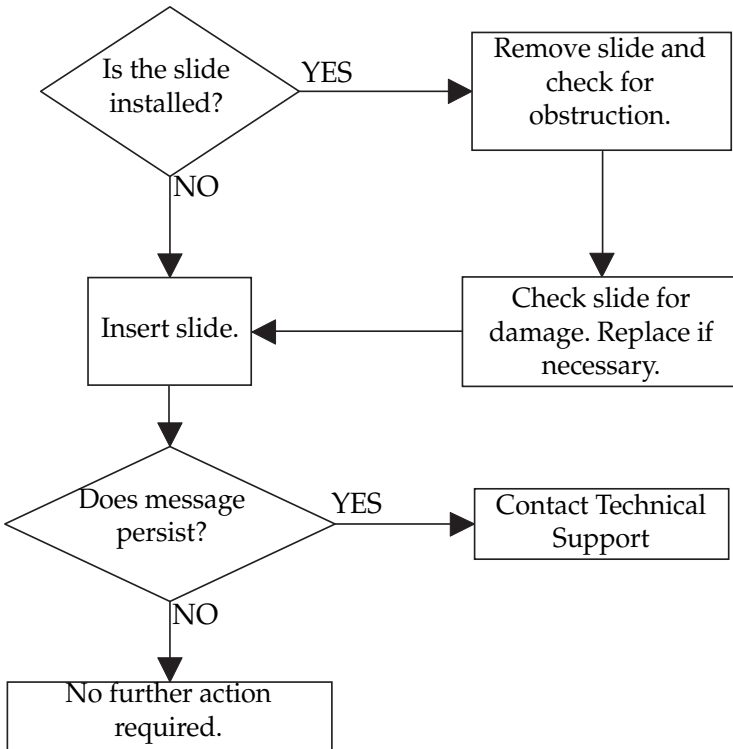 Is the slide
installed?
YES
Remove slide and
check for
obstruction.
NO
Insert slide.
Check slide for
damage. Replace if
necessary.
Does message
persist?
YES
Contact Technical
Support
NO
No further action
required.